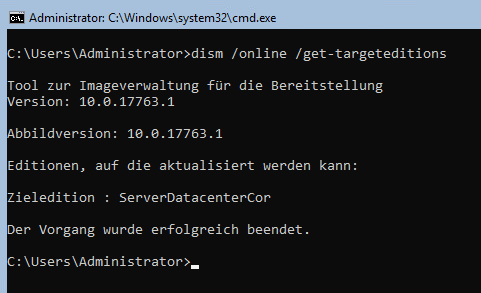 Administrator: C:\Windows\system32\cmd.exe
C:\Users\Administrator>dism /online /get-targeteditions
Tool zur Imageverwaltung für die Bereitstellung
Version: 10.0.17763.1
Abbildversion: 10.0.17763.1
Editionen, auf die aktualisiert werden kann:
Zieledition : ServerDatacenterCor
Der Vorgang wurde erfolgreich beendet.
C:\Users\Administrator>